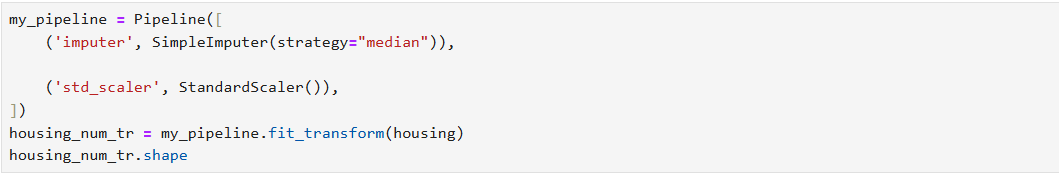 my_pipeline = Pipeline([
    ('imputer', SimpleImputer(strategy="median")),
    ('std_scaler', StandardScaler()),
])
housing_num_tr = my_pipeline.fit_transform(housing)
housing_num_tr.shape